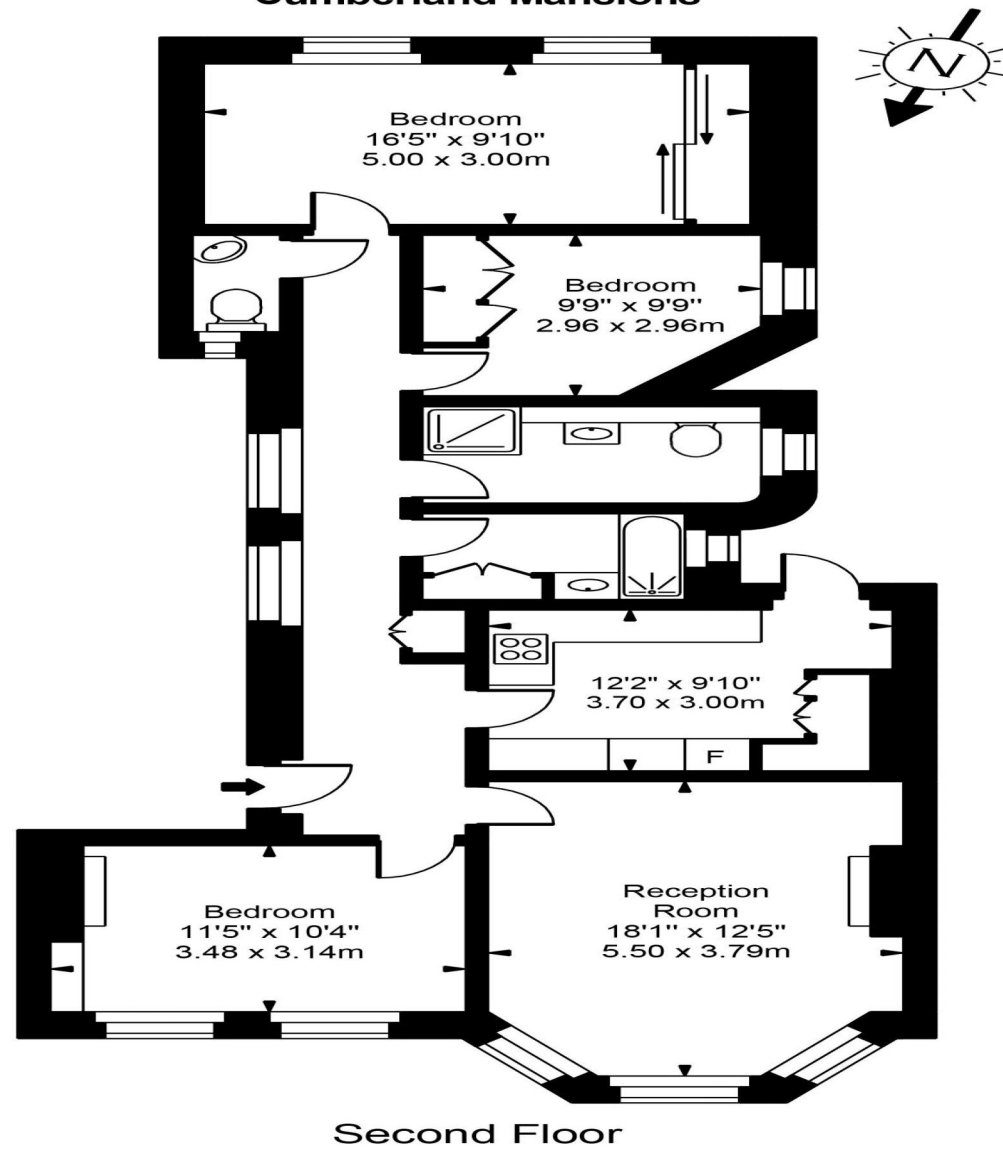 Cumberland Mansions
N
Bedroom
16'5" x 9'10"
5.00 x 3.00m
Bedroom
9'9" x 9'9"
2.96 x 2.96m
12'2" x 9'10"
3.70 x 3.00m
F
Reception
Room
18'1" x 12'5"
5.50 x 3.79m
Bedroom
11'5" x 10'4"
3.48 x 3.14m
Second Floor